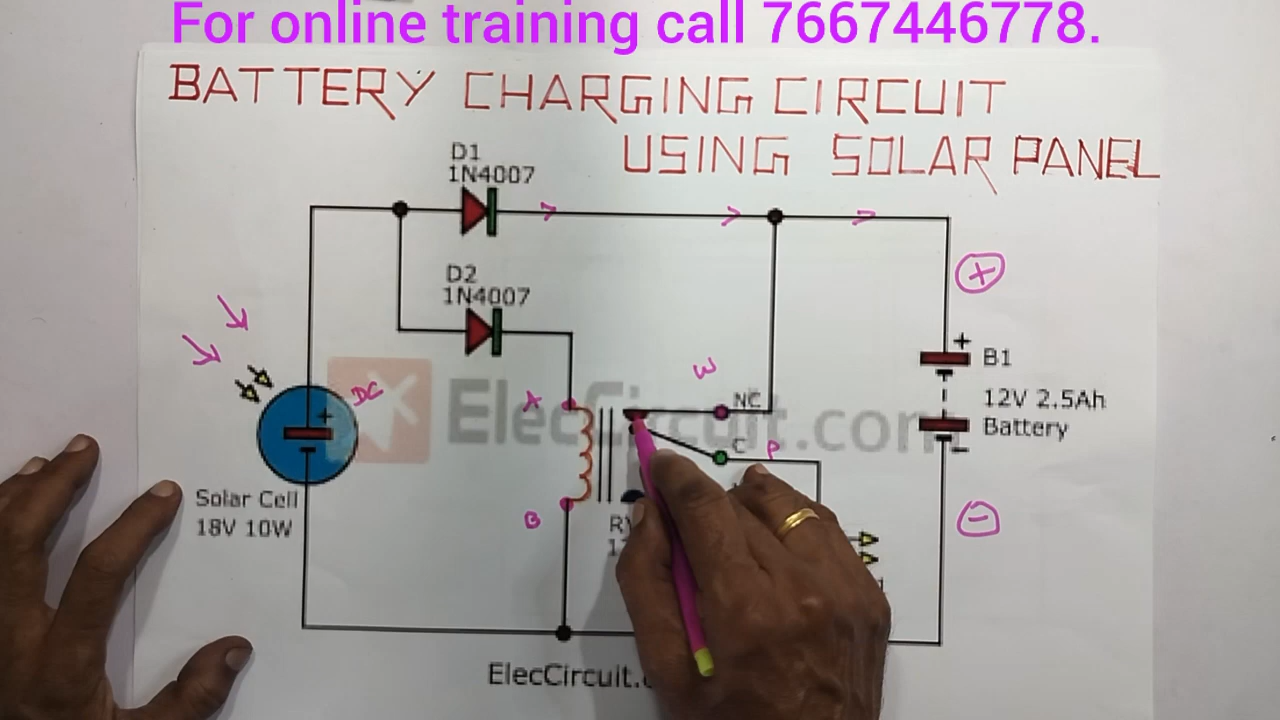 For online training call 7667446778.
BATTERY CHARGING CIRCUIT
USING SOLAR PANEL
D1
1N4007
D2
1N4007
+
+
B1
12V 2.5Ah
Battery
-
-
W
NC
C
P
DC
+
A
B
ElecCircuit.com
Solar Cell
18V 10W
RY
ElecCircuit.c